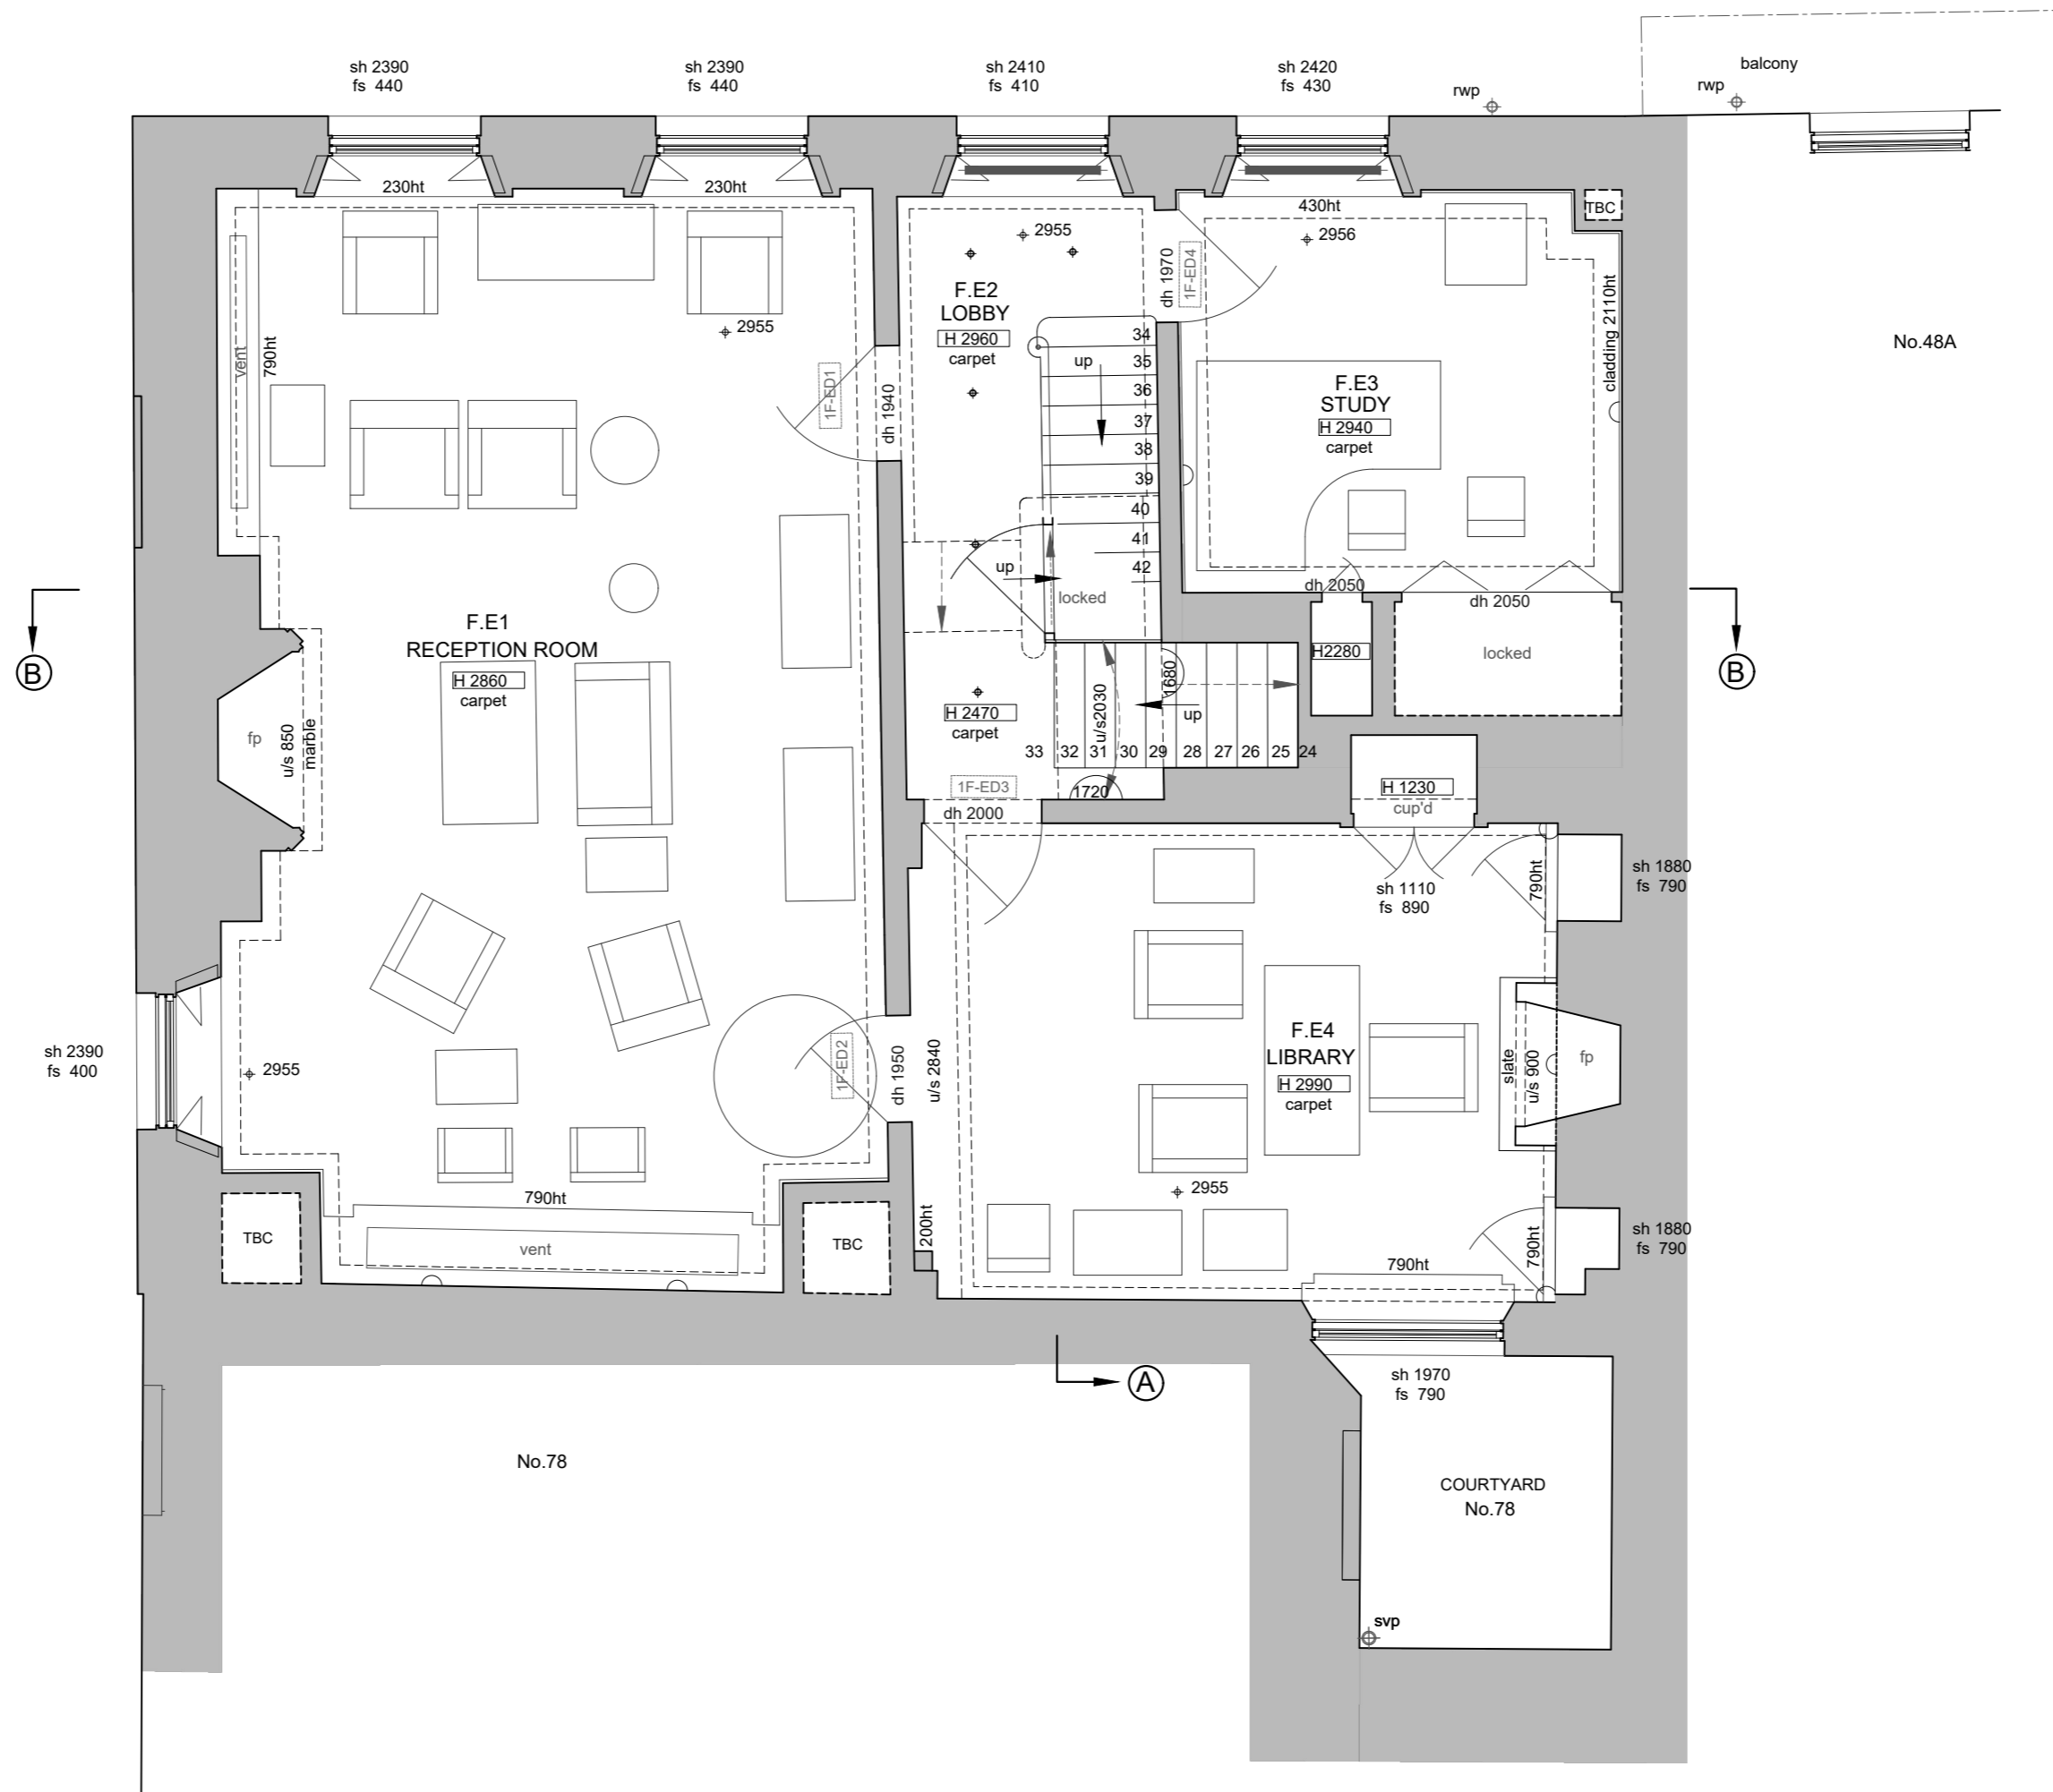 balcony
rwp
rwp
sh 2390
fs 440
sh 2390
fs 440
sh 2410
fs 410
sh 2420
fs 430
230ht
230ht
430ht
TBC
2955
2956
2955
dh 1970
1F-ED4
F.E2
LOBBY
H 2960
carpet
cladding 2110ht
No.48A
vent
790ht
1F-ED1
dh 1940
up
34
35
36
37
38
39
40
41
42
F.E3
STUDY
H 2940
carpet
up
locked
dh 2050
dh 2050
F.E1
RECEPTION ROOM
H 2860
carpet
B
B
H2280
locked
fp
u/s 850
marble
H 2470
carpet
u/s2030
1680
up
33
32
31
30
29
28
27
26
25
24
1F-ED3
1720
dh 2000
H 1230
cup'd
sh 1110
fs 890
790ht
sh 1880
fs 790
sh 2390
fs 400
2955
1F-ED2
dh 1950
u/s 2840
F.E4
LIBRARY
H 2990
carpet
slate
u/s 900
fp
2955
790ht
vent
TBC
TBC
200ht
790ht
790ht
sh 1880
fs 790
A
sh 1970
fs 790
No.78
COURTYARD
No.78
svp